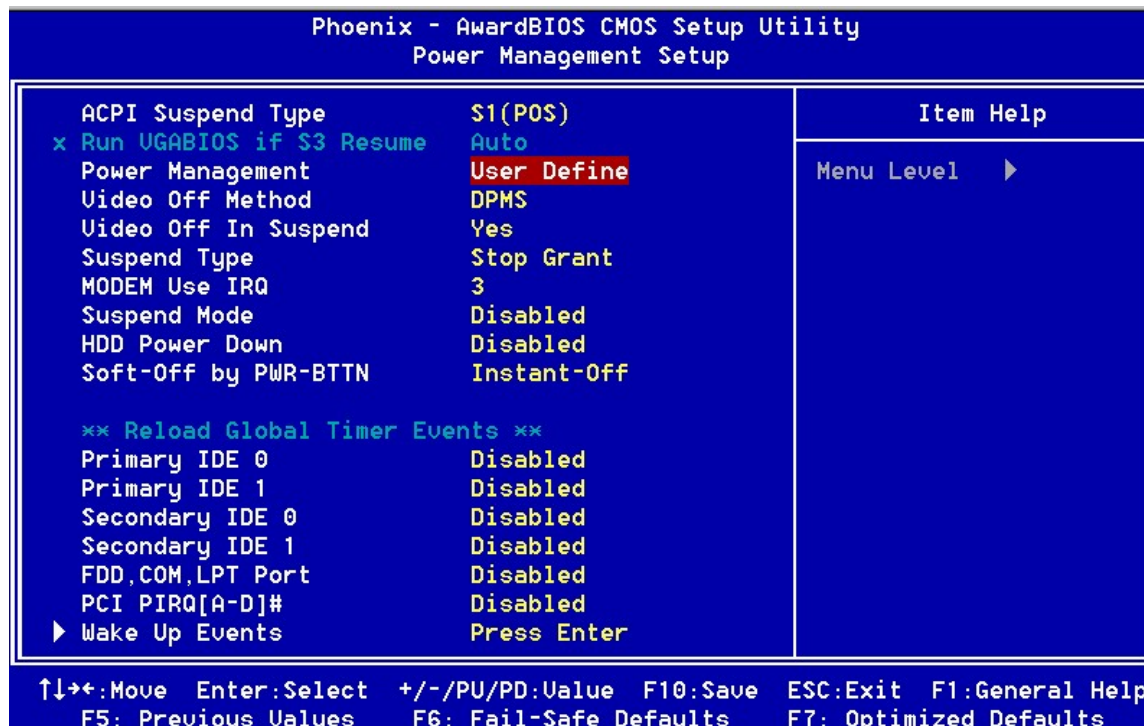 Phoenix - AwardBIOS CMOS Setup Utility
Power Management Setup
ACPI Suspend Type S1(POS)
x Run VGABIOS if S3 Resume Auto
Power Management User Define
Video Off Method DPMS
Video Off In Suspend Yes
Suspend Type Stop Grant
MODEM Use IRQ 3
Suspend Mode Disabled
HDD Power Down Disabled
Soft-Off by PWR-BTTN Instant-Off
** Reload Global Timer Events **
Primary IDE 0 Disabled
Primary IDE 1 Disabled
Secondary IDE 0 Disabled
Secondary IDE 1 Disabled
FDD,COM,LPT Port Disabled
PCI PIRQ[A-D]# Disabled
▶ Wake Up Events Press Enter
Item Help
Menu Level ▶
↑↓→←:Move Enter:Select +/-/PU/PD:Value F10:Save ESC:Exit F1:General Help
F5: Previous Values F6: Fail-Safe Defaults F7: Optimized Defaults